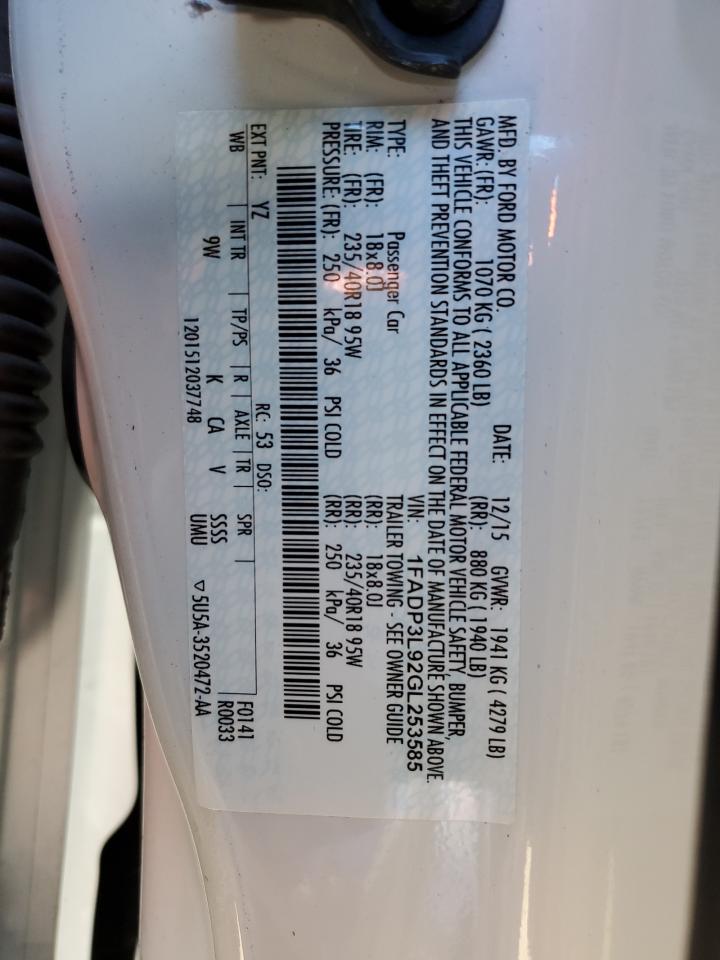 MFD. BY FORD MOTOR CO.
DATE: 12/15 GVWR: 1941 KG ( 4279 LB)
GAWR: (FR): 1070 KG ( 2360 LB) (RR): 880 KG ( 1940 LB)
THIS VEHICLE CONFORMS TO ALL APPLICABLE FEDERAL MOTOR VEHICLE SAFETY, BUMPER,
AND THEFT PREVENTION STANDARDS IN EFFECT ON THE DATE OF MANUFACTURE SHOWN ABOVE.
VIN: 1FADP3L92GL253585
TYPE: Passenger Car TRAILER TOWING - SEE OWNER GUIDE
RIM: (FR): 18x8.0J (RR): 18x8.0J
TIRE: (FR): 235/40R18 95W (RR): 235/40R18 95W
PRESSURE: (FR): 250 kPa/ 36 PSI COLD (RR): 250 kPa/ 36 PSI COLD
EXT PNT: YZ RC: 53 DSO: F0141
WB INT TR TP/PS R AXLE TR SPR R0033
9W K CA V SSSS
1201512037748 UMU ▽ 5U5A-3520472-AA